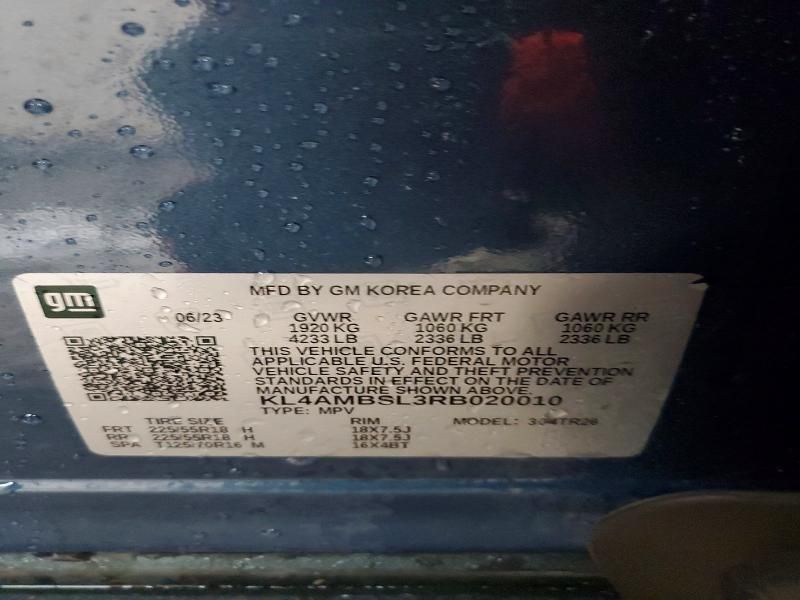 gm
MFD BY GM KOREA COMPANY
06/23 GVWR GAWR FRT GAWR RR
1920 KG 1060 KG 1060 KG
4233 LB 2336 LB 2336 LB
THIS VEHICLE CONFORMS TO ALL
APPLICABLE U.S. FEDERAL MOTOR
VEHICLE SAFETY AND THEFT PREVENTION
STANDARDS IN EFFECT ON THE DATE OF
MANUFACTURE SHOWN ABOVE.
KL4AMBSL3RB020010
TYPE: MPV
TIRE SIZE RIM MODEL:
FRT 225/55R18 H 18X7.5J
RR 225/55R18 H 18X7.5J
SPA T125/70R16 M 16X4BT